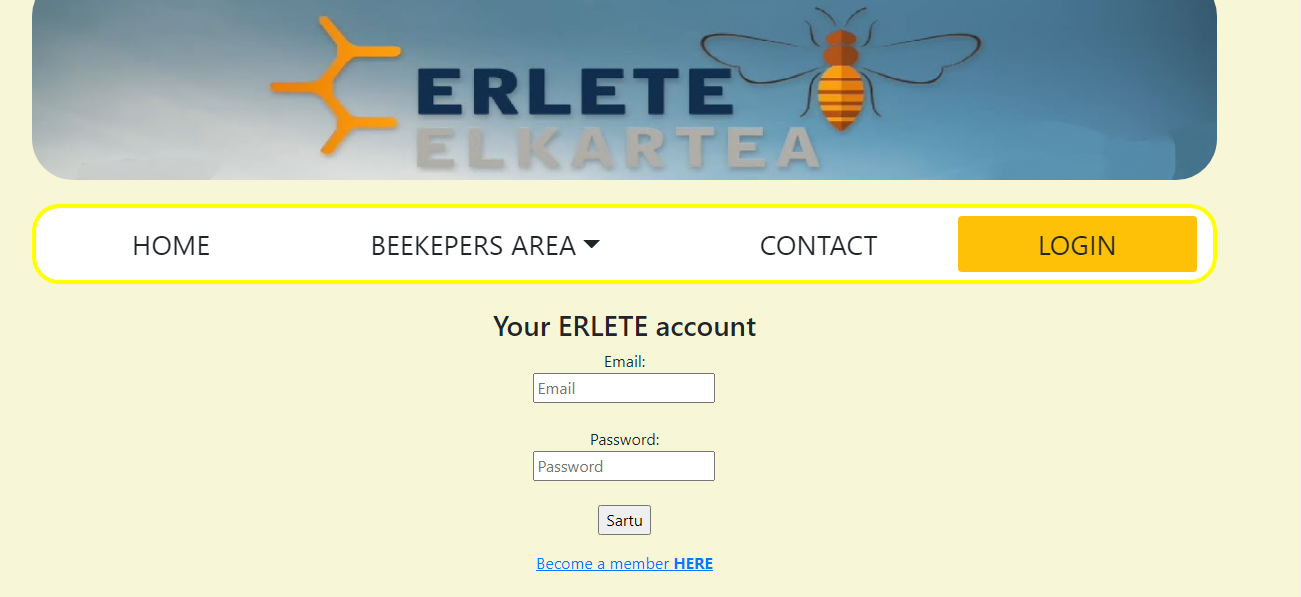 ERLETE
ELKARTEA
HOME BEEKEPERS AREA CONTACT LOGIN
Your ERLETE account
Email:
Email
Password:
Password
Sartu
Become a member HERE